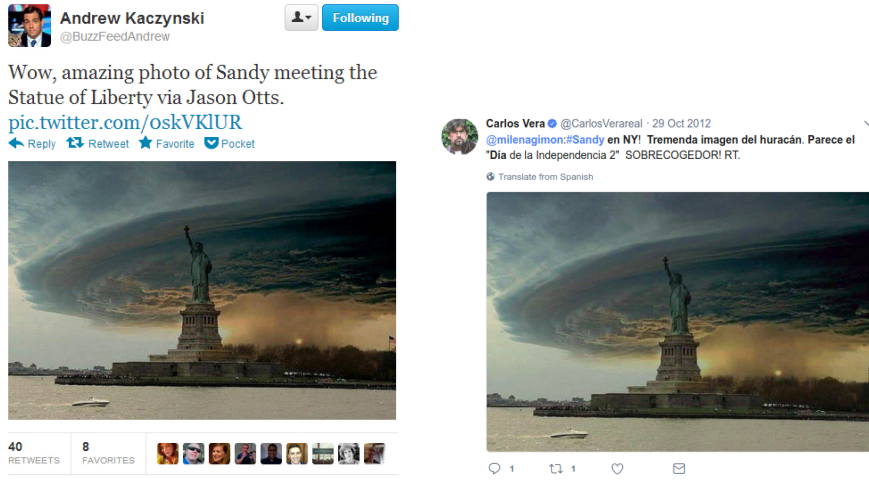 Andrew Kaczynski
@BuzzFeedAndrew
Following
Wow, amazing photo of Sandy meeting the
Statue of Liberty via Jason Otts.
pic.twitter.com/0skVKlUR
Reply Retweet Favorite Pocket
40
RETWEETS
8
FAVORITES
Carlos Vera @CarlosVerareal · 29 Oct 2012
@milenagimon:#Sandy en NY! Tremenda imagen del huracán. Parece el
"Dia de la Independencia 2" SOBRECOGEDOR! RT.
Translate from Spanish
1 1